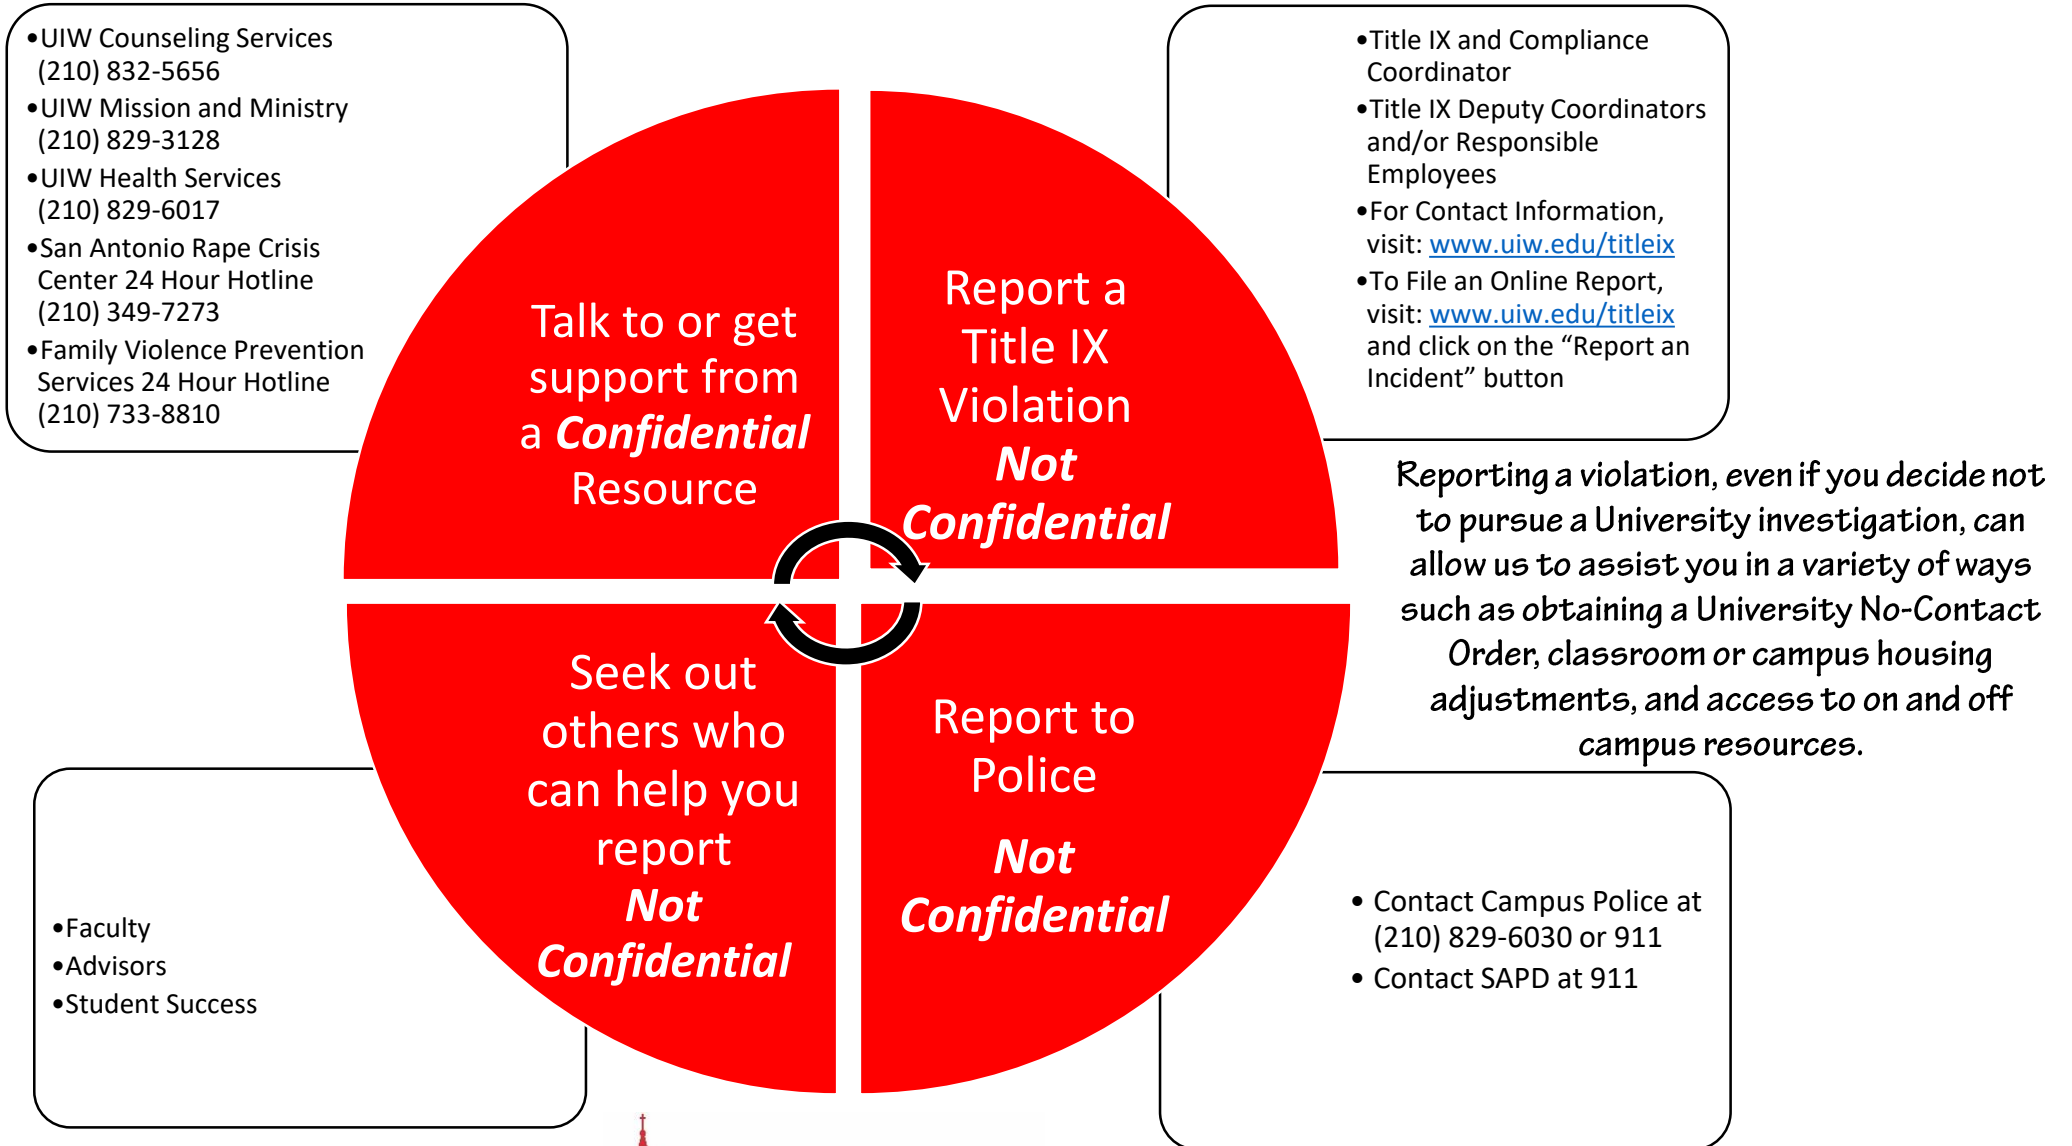 •UIW Counseling Services
(210) 832-5656
•UIW Mission and Ministry
(210) 829-3128
•UIW Health Services
(210) 829-6017
•San Antonio Rape Crisis
Center 24 Hour Hotline
(210) 349-7273
•Family Violence Prevention
Services 24 Hour Hotline
(210) 733-8810
Talk to or get
support from
a Confidential
Resource
Report a
Title IX
Violation
Not
Confidential
•Title IX and Compliance
Coordinator
•Title IX Deputy Coordinators
and/or Responsible
Employees
•For Contact Information,
visit: www.uiw.edu/titleix
•To File an Online Report,
visit: www.uiw.edu/titleix
and click on the “Report an
Incident” button
Reporting a violation, even if you decide not
to pursue a University investigation, can
allow us to assist you in a variety of ways
such as obtaining a University No-Contact
Order, classroom or campus housing
adjustments, and access to on and off
campus resources.
Seek out
others who
can help you
report
Not
Confidential
•Faculty
•Advisors
•Student Success
Report to
Police
Not
Confidential
• Contact Campus Police at
(210) 829-6030 or 911
• Contact SAPD at 911